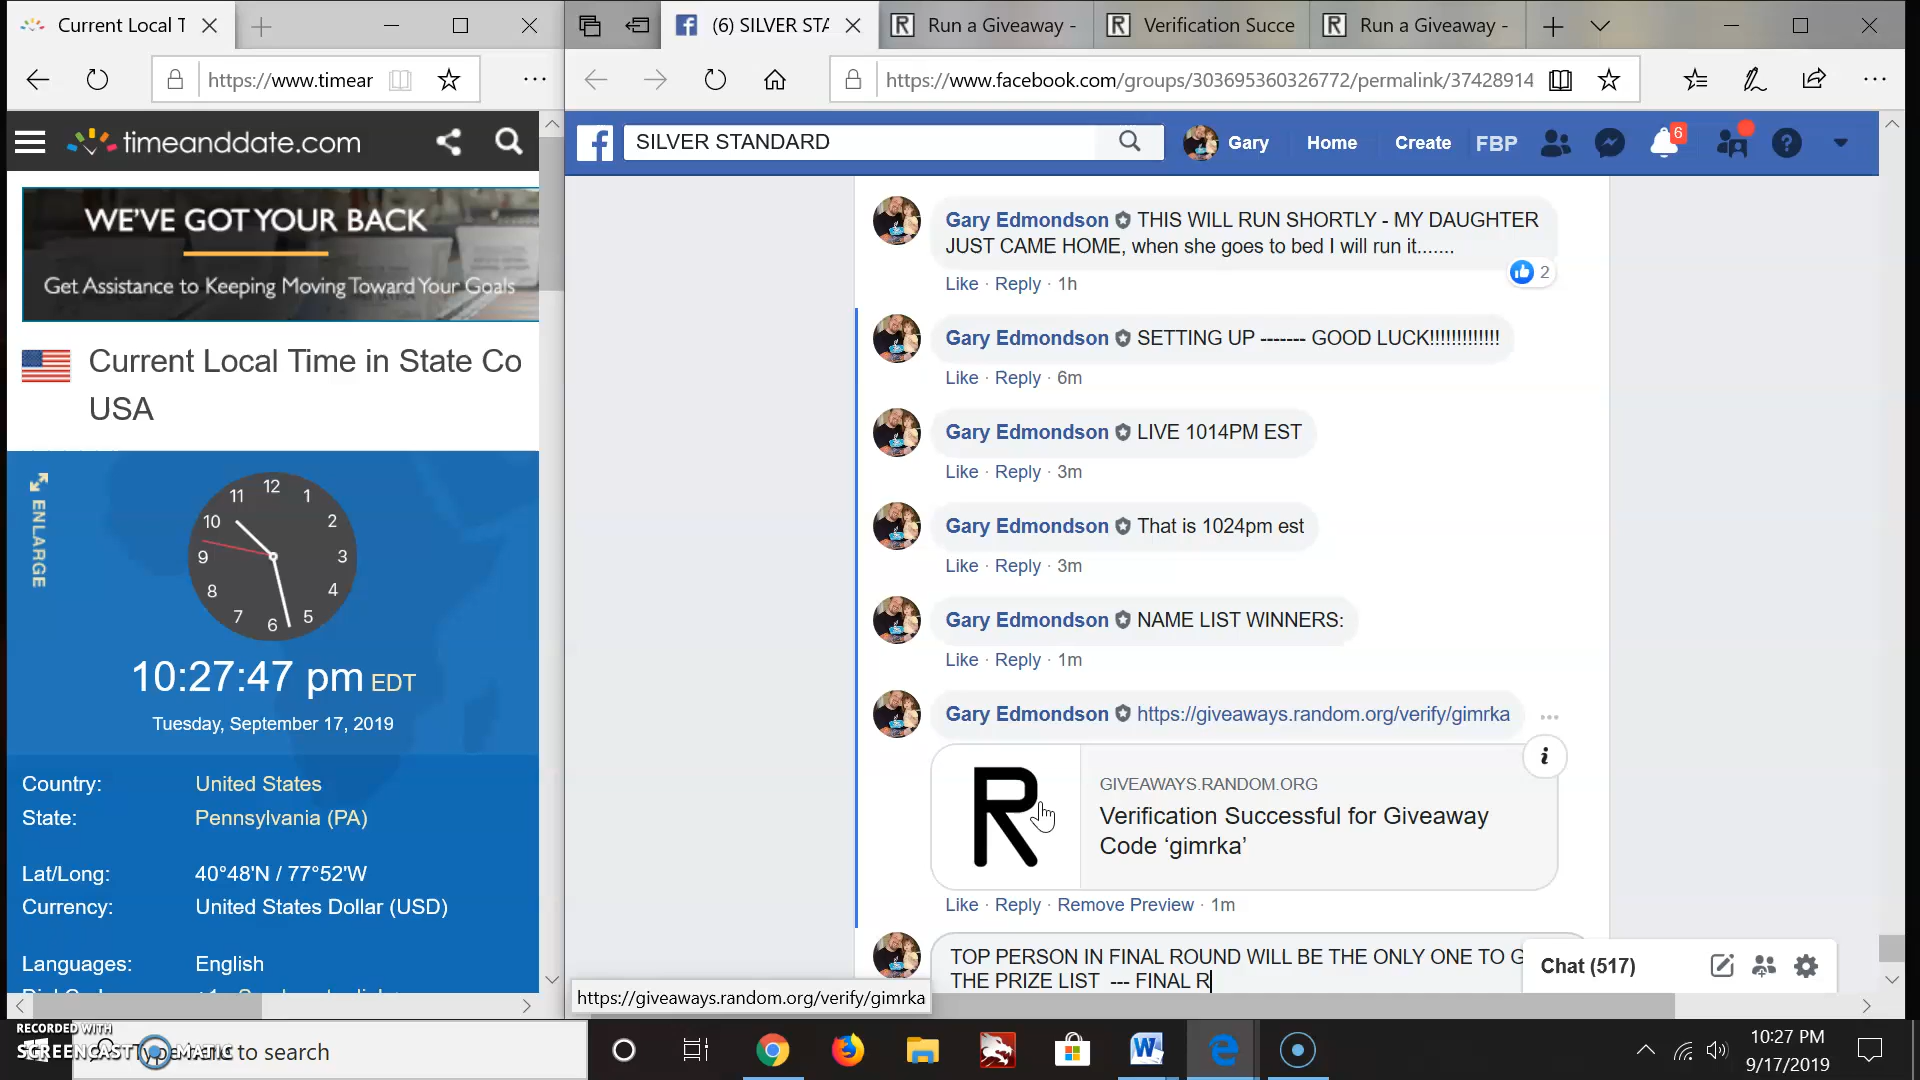 Current Local T
https://www.timear
timeanddate.com
WE'VE GOT YOUR BACK
Get Assistance to Keeping Moving Toward Your Goals
Current Local Time in State Co
USA
ENLARGE
12
1
2
3
4
5
6
7
8
9
10
11
10:27:47 pm EDT
Tuesday, September 17, 2019
Country: United States
State: Pennsylvania (PA)
Lat/Long: 40°48'N / 77°52'W
Currency: United States Dollar (USD)
Languages: English
(6) SILVER STA
Run a Giveaway -
Verification Succe
Run a Giveaway -
https://www.facebook.com/groups/303695360326772/permalink/37428914
SILVER STANDARD
Gary Home Create FBP 6
Gary Edmondson THIS WILL RUN SHORTLY - MY DAUGHTER
JUST CAME HOME, when she goes to bed I will run it.......
2
Like · Reply · 1h
Gary Edmondson SETTING UP ------- GOOD LUCK!!!!!!!!!!!!!
Like · Reply · 6m
Gary Edmondson LIVE 1014PM EST
Like · Reply · 3m
Gary Edmondson That is 1024pm est
Like · Reply · 3m
Gary Edmondson NAME LIST WINNERS:
Like · Reply · 1m
Gary Edmondson https://giveaways.random.org/verify/gimrka
R
GIVEAWAYS.RANDOM.ORG
Verification Successful for Giveaway
Code ‘gimrka’
Like · Reply · Remove Preview · 1m
TOP PERSON IN FINAL ROUND WILL BE THE ONLY ONE TO G
THE PRIZE LIST --- FINAL R
Chat (517)
https://giveaways.random.org/verify/gimrka
RECORDED WITH
SCREENCAST MATIC
to search
10:27 PM
9/17/2019